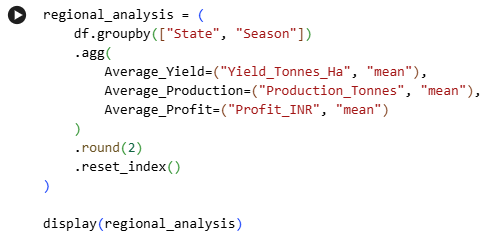 regional_analysis = (
    df.groupby(["State", "Season"])
    .agg(
        Average_Yield=("Yield_Tonnes_Ha", "mean"),
        Average_Production=("Production_Tonnes", "mean"),
        Average_Profit=("Profit_INR", "mean")
    )
    .round(2)
    .reset_index()
)

display(regional_analysis)